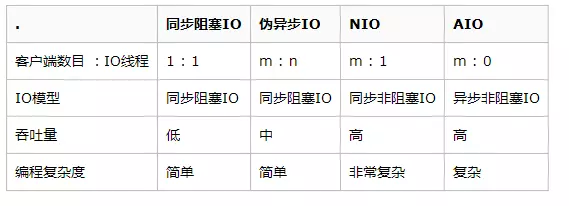 . 同步阻塞IO 伪异步IO NIO AIO
客户端数目 ：IO线程 1 : 1 m : n m : 1 m : 0
IO模型 同步阻塞IO 同步阻塞IO 同步非阻塞IO 异步非阻塞IO
吞吐量 低 中 高 高
编程复杂度 简单 简单 非常复杂 复杂